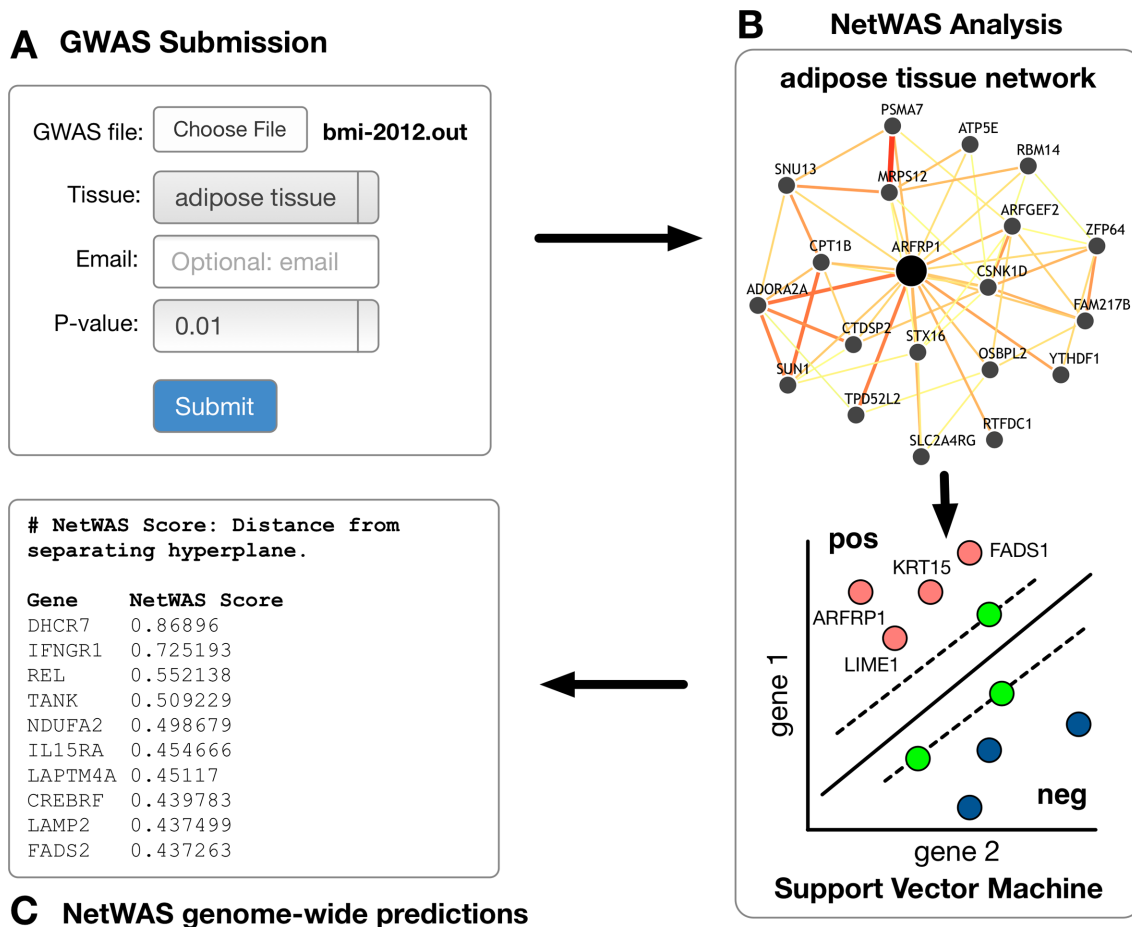 A GWAS Submission
GWAS file: Choose File bmi-2012.out
Tissue: adipose tissue
Email: Optional: email
P-value: 0.01
Submit
B NetWAS Analysis
adipose tissue network
PSMA7
ATP5E
RBM14
SNU13
MRPS12
ARFGEF2
ZFP64
CPT1B
ARFRP1
CSNK1D
ADORA2A
FAM217B
CTDSP2
STX16
OSBPL2
YTHDF1
SUN1
TPD52L2
RTFDC1
SLC2A4RG
pos
FADS1
KRT15
ARFRP1
LIME1
gene 1
neg
gene 2
Support Vector Machine
# NetWAS Score: Distance from
separating hyperplane.
Gene NetWAS Score
DHCR7 0.86896
IFNGR1 0.725193
REL 0.552138
TANK 0.509229
NDUFA2 0.498679
IL15RA 0.454666
LAPTM4A 0.45117
CREBRF 0.439783
LAMP2 0.437499
FADS2 0.437263
C NetWAS genome-wide predictions